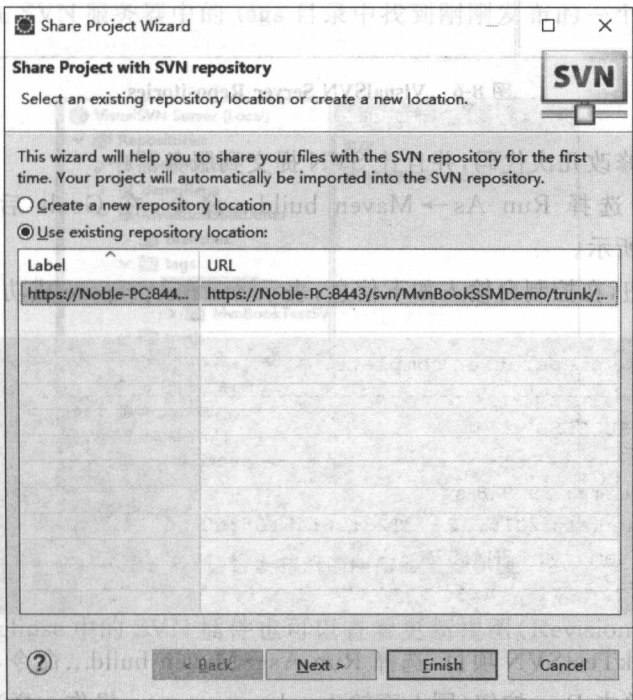 Share Project Wizard
Share Project with SVN repository
SVN
Select an existing repository location or create a new location.
This wizard will help you to share your files with the SVN repository for the first
time. Your project will automatically be imported into the SVN repository.
Create a new repository location
Use existing repository location:
Label URL
https://Noble-PC:844... https://Noble-PC:8443/svn/MvnBookSSMDemo/trunk/...
< Back Next > Finish Cancel